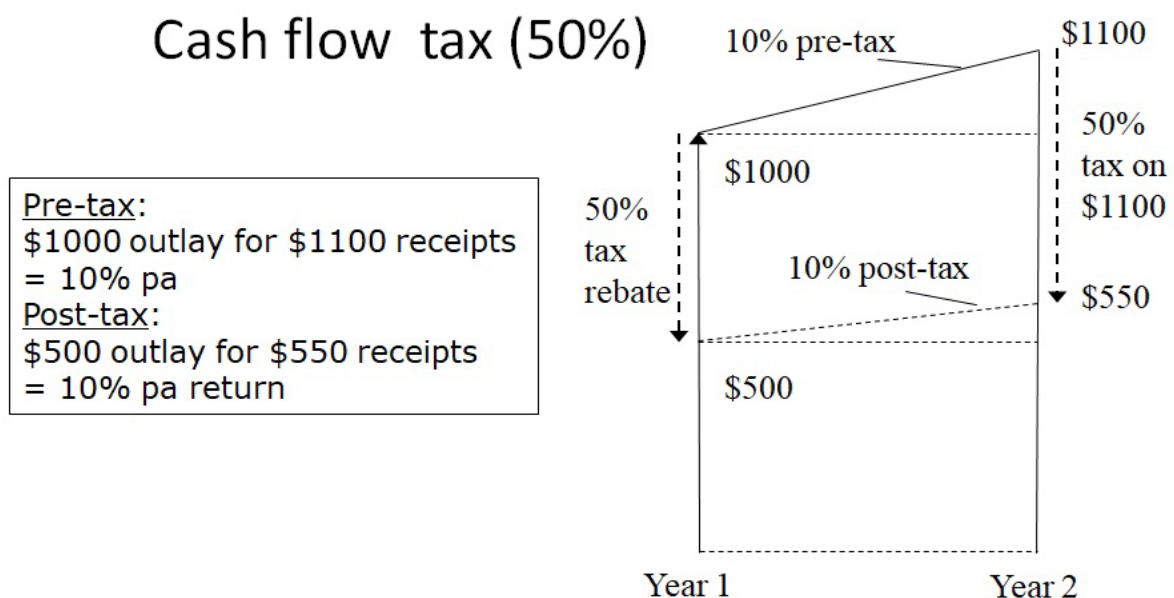 Cash flow  tax (50%)
Pre-tax:
$1000 outlay for $1100 receipts
= 10% pa
Post-tax:
$500 outlay for $550 receipts
= 10% pa return
10% pre-tax
$1100
50%
tax on
$1100
$1000
50%
tax
rebate
10% post-tax
$550
$500
Year 1
Year 2